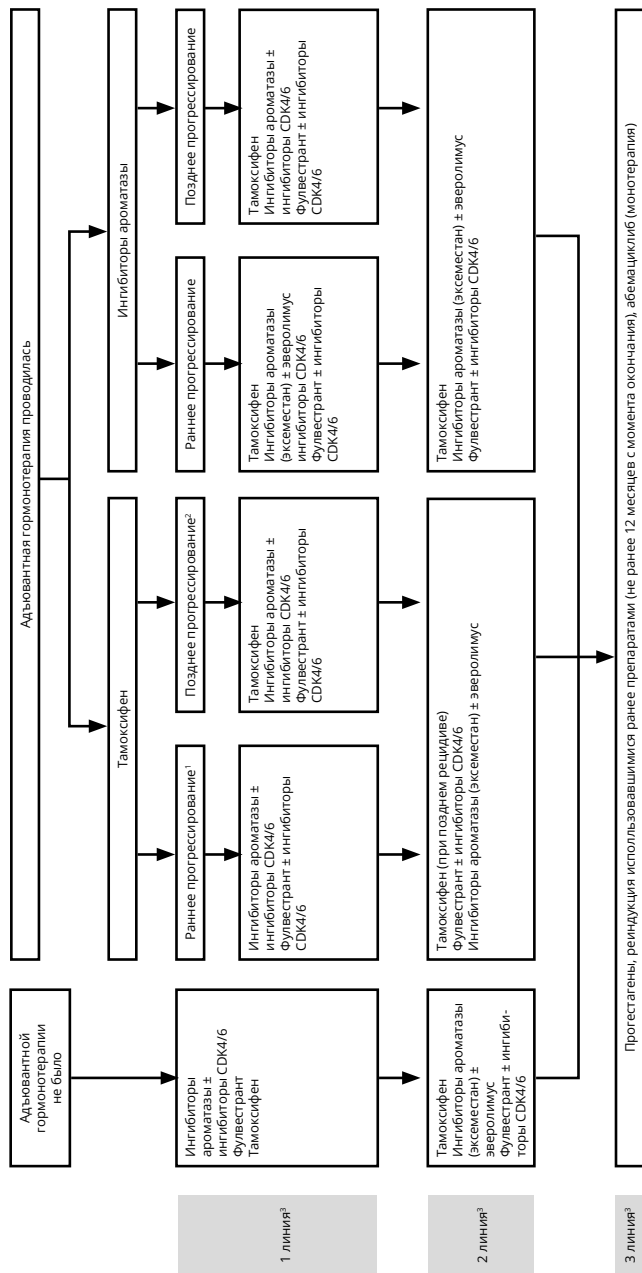 Адъювантной
гормонотерапии
не было
Адъювантная гормонотерапия проводилась
Тамоксифен
Ингибиторы ароматазы
Раннее прогрессирование¹
Позднее прогрессирование²
Раннее прогрессирование
Позднее прогрессирование
1 линия³
Ингибиторы
ароматазы ±
ингибиторы CDK4/6
Фулвестрант
Тамоксифен
Ингибиторы ароматазы ±
ингибиторы CDK4/6
Фулвестрант ± ингибиторы
CDK4/6
Тамоксифен
Ингибиторы ароматазы ±
ингибиторы CDK4/6
Фулвестрант ± ингибиторы
CDK4/6
Тамоксифен
Ингибиторы ароматазы
(эксеместан) ± эверолимус
ингибиторы CDK4/6
Фулвестрант ± ингибиторы
CDK4/6
Тамоксифен
Ингибиторы ароматазы ±
ингибиторы CDK4/6
Фулвестрант ± ингибиторы
CDK4/6
2 линия³
Тамоксифен
Ингибиторы ароматазы
(эксеместан) ±
эверолимус
Фулвестрант ± ингиби-
торы CDK4/6
Тамоксифен (при позднем рецидиве)
Фулвестрант ± ингибиторы CDK4/6
Ингибиторы ароматазы (эксеместан) ± эверолимус
Тамоксифен
Ингибиторы ароматазы (эксеместан) ± эверолимус
Фулвестрант ± ингибиторы CDK4/6
3 линия³
Прогестагены, реиндукция использовавшимися ранее препаратами (не ранее 12 месяцев с момента окончания), абемациклиб (монотерапия)